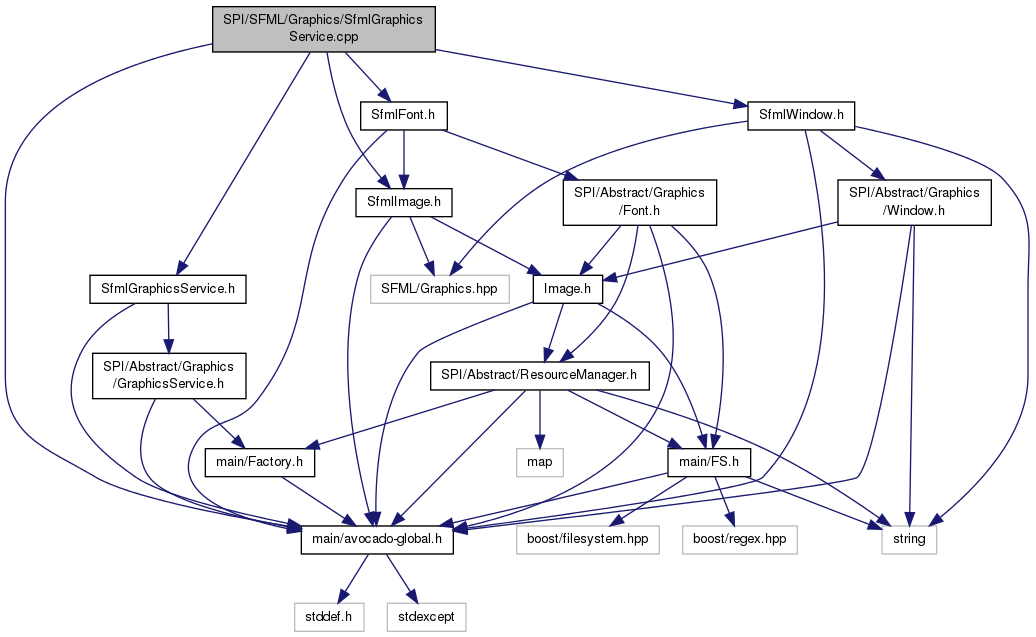 SPI/SFML/Graphics/SfmlGraphics
Service.cpp
SfmlFont.h
SfmlWindow.h
SfmlImage.h
SPI/Abstract/Graphics
/Font.h
SPI/Abstract/Graphics
/Window.h
SfmlGraphicsService.h
SFML/Graphics.hpp
Image.h
SPI/Abstract/Graphics
/GraphicsService.h
SPI/Abstract/ResourceManager.h
main/Factory.h
map
main/FS.h
main/avocado-global.h
boost/filesystem.hpp
boost/regex.hpp
string
stddef.h
stdexcept